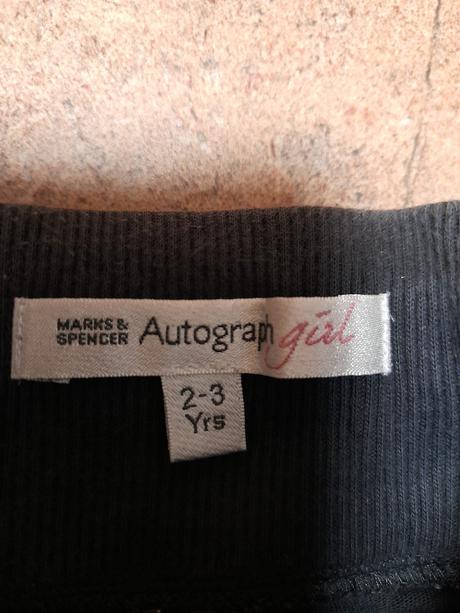 MARKS &
SPENCER
Autograph girl
2-3
Yrs